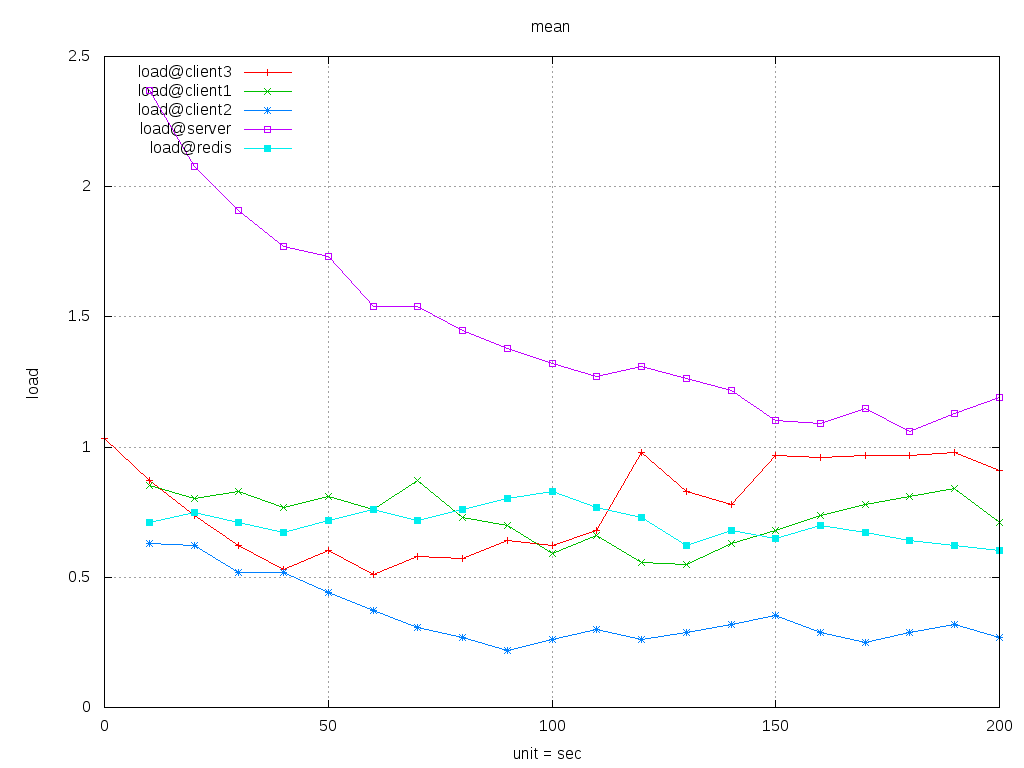 mean
2.5
2
1.5
1
0.5
0
load
load@client3
load@client1
load@client2
load@server
load@redis
0 50 100 150 200
unit = sec